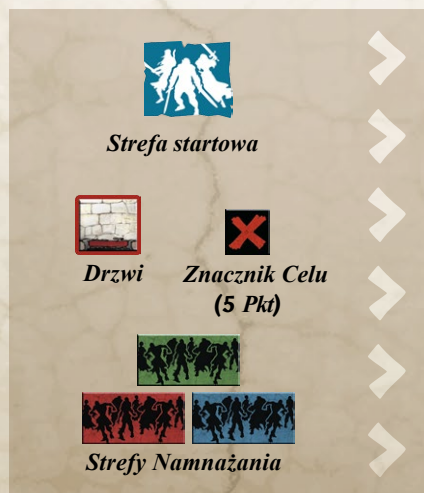 Strefa startowa
Drzwi
Znacznik Celu
(5 Pkt)
Strefy Namnażania